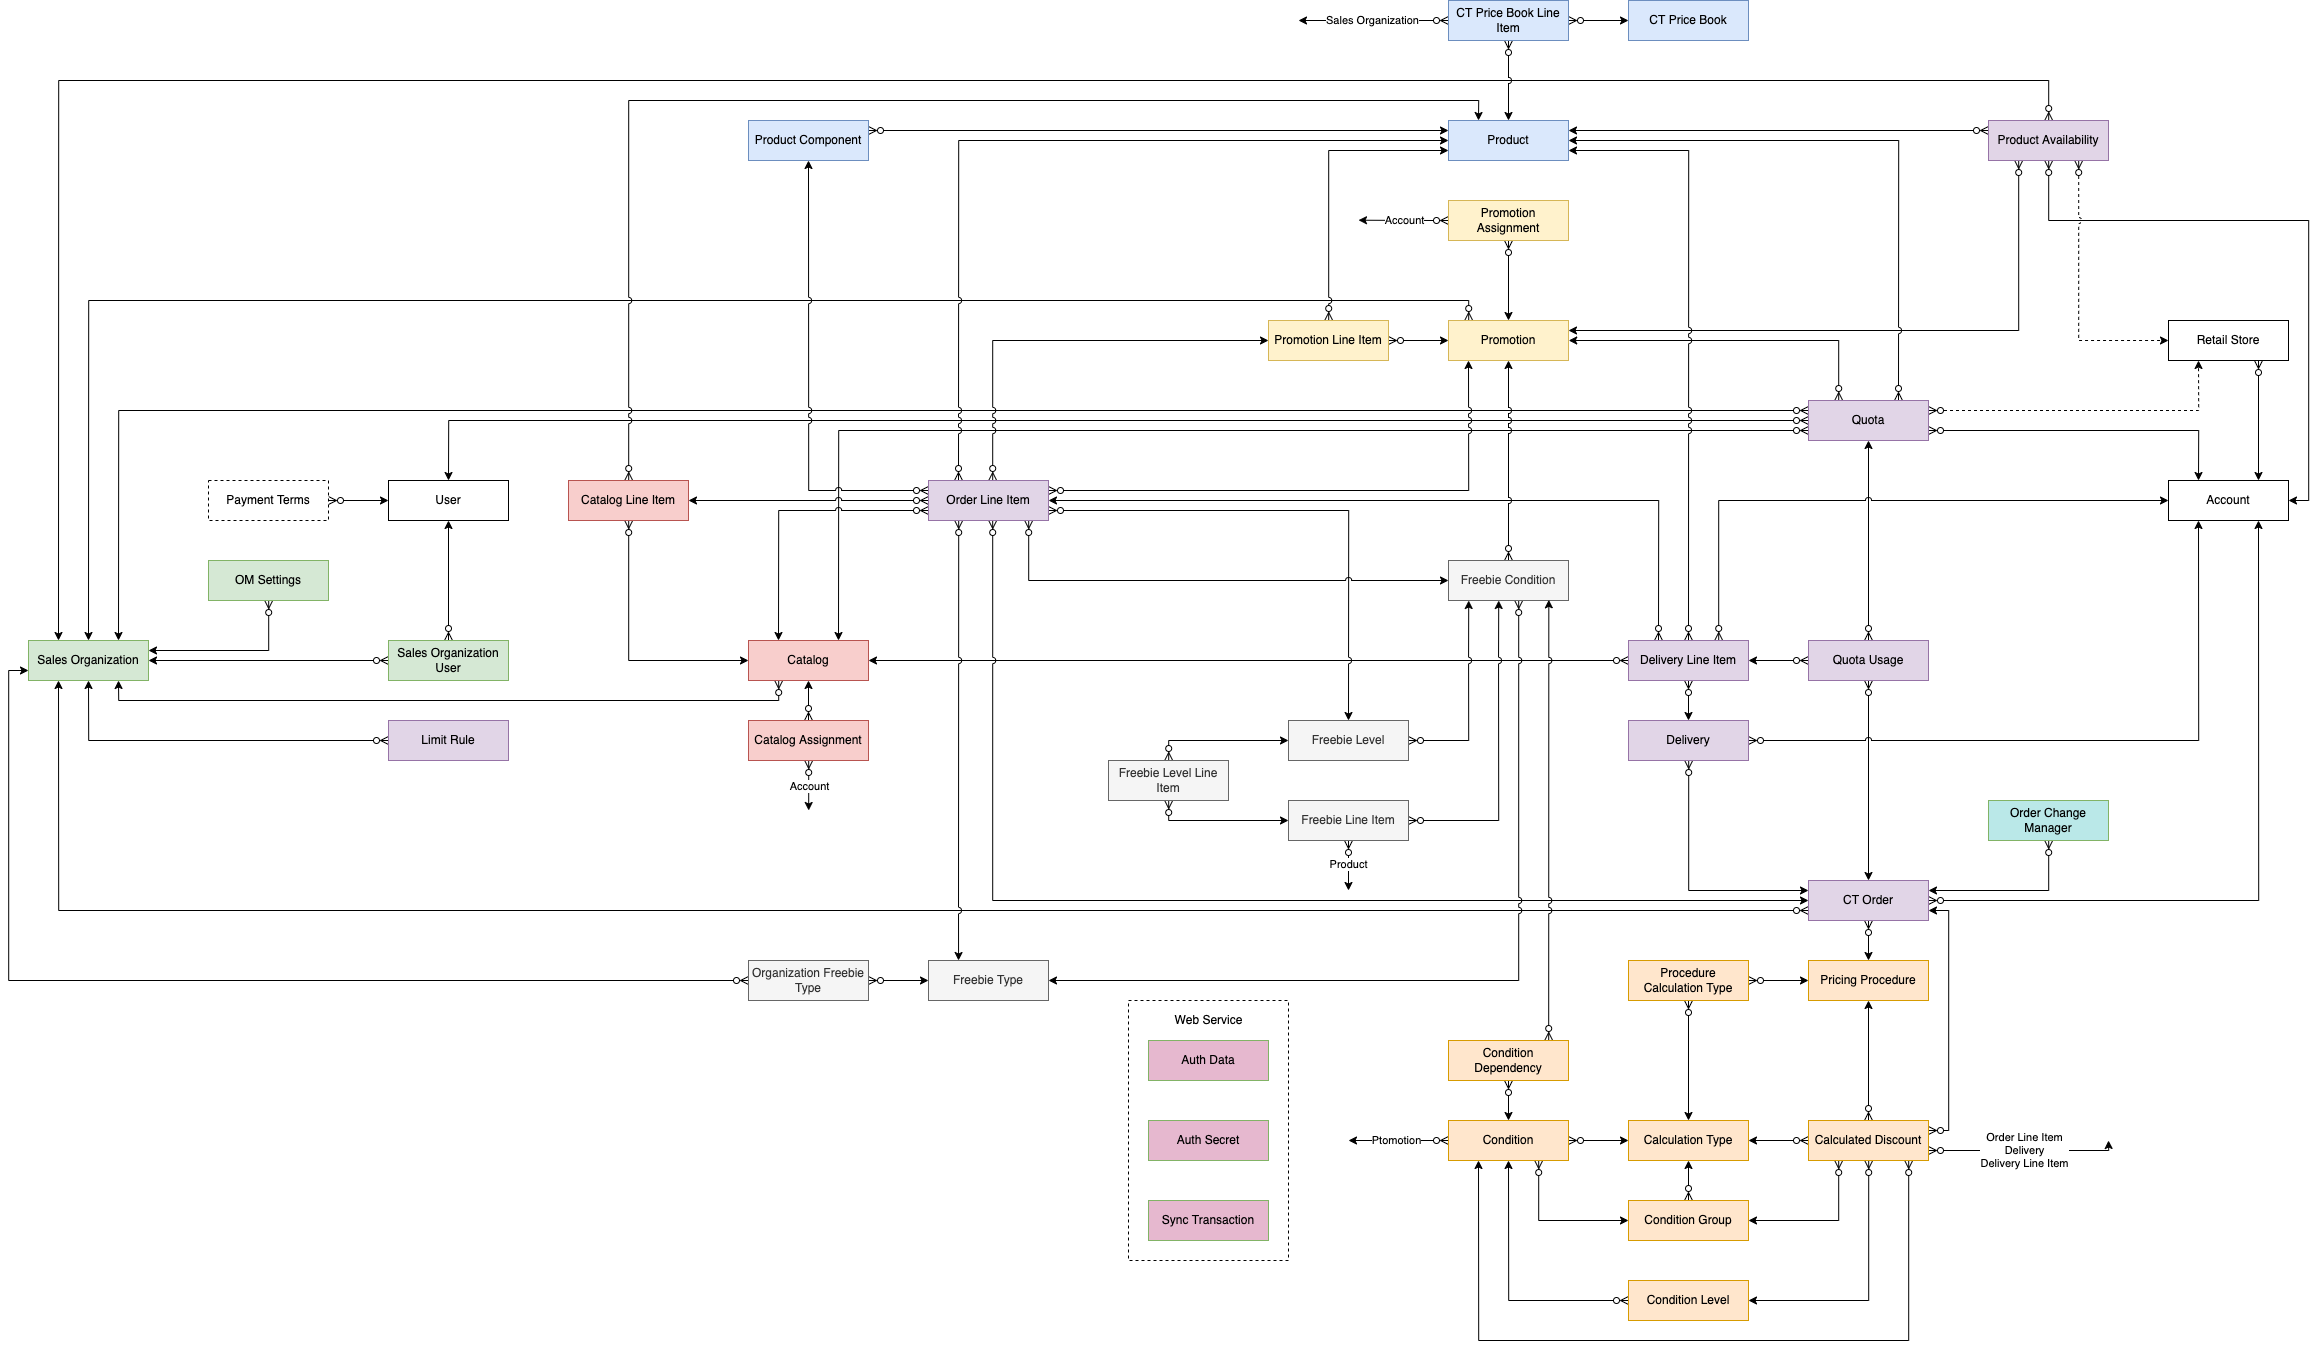 Sales Organization
CT Price Book Line
Item
CT Price Book
Product Component
Product
Product Availability
Account
Promotion
Assignment
Promotion Line Item
Promotion
Retail Store
Quota
Payment Terms
User
Catalog Line Item
Order Line Item
Account
OM Settings
Freebie Condition
Sales Organization
Sales Organization
User
Catalog
Delivery Line Item
Quota Usage
Limit Rule
Catalog Assignment
Freebie Level
Delivery
Freebie Level Line
Item
Account
Freebie Line Item
Order Change
Manager
Product
CT Order
Organization Freebie
Type
Freebie Type
Procedure
Calculation Type
Pricing Procedure
Web Service
Auth Data
Condition
Dependency
Auth Secret
Ptomotion
Condition
Calculation Type
Calculated Discount
Order Line Item
Delivery
Delivery Line Item
Sync Transaction
Condition Group
Condition Level